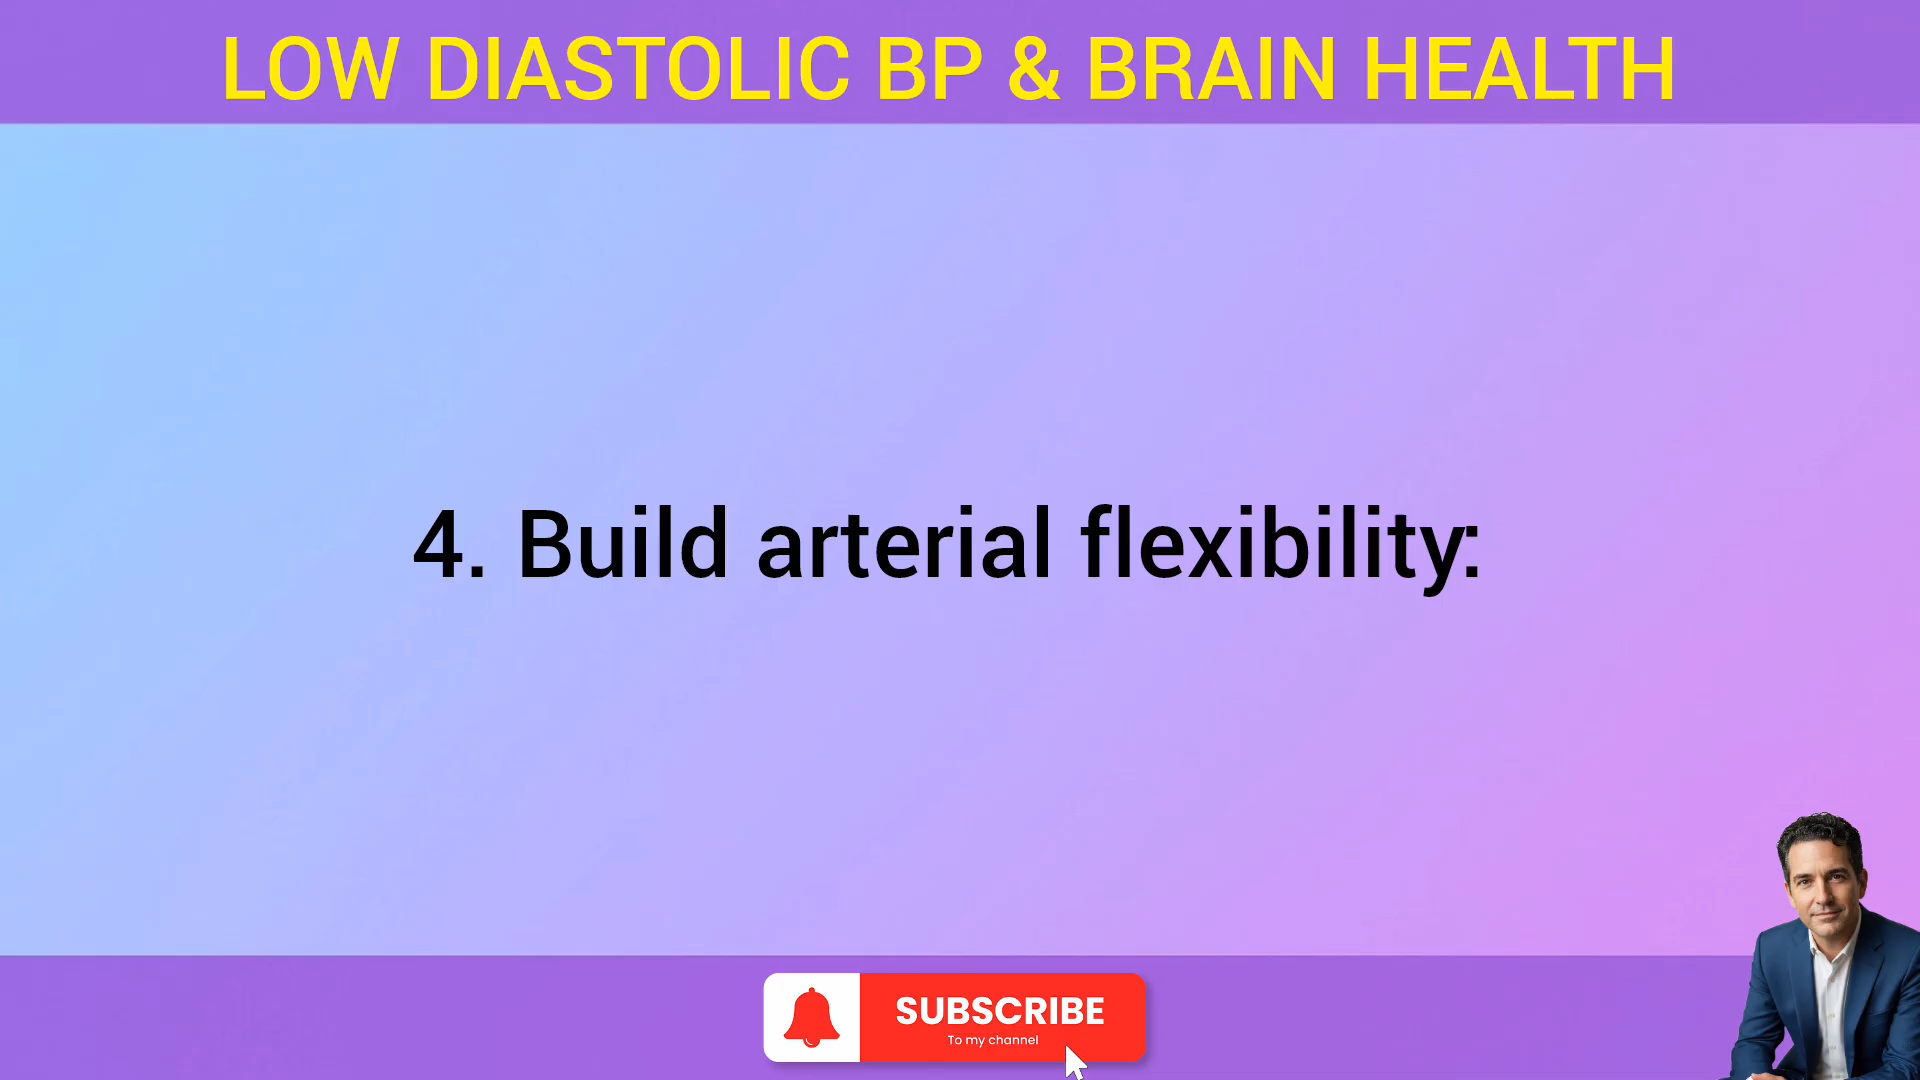 LOW DIASTOLIC BP & BRAIN HEALTH
4. Build arterial flexibility:
SUBSCRIBE
To my channel